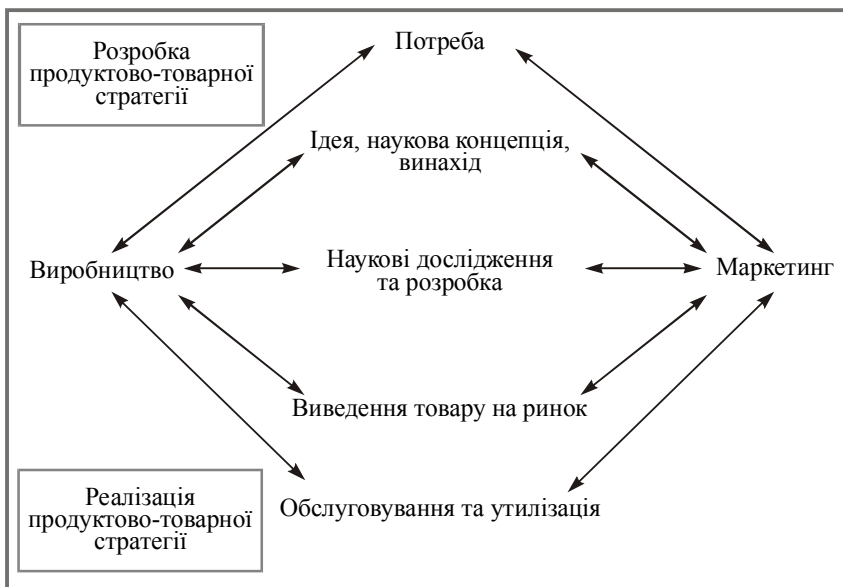 Розробка
продуктово-товарної
стратегії
Потреба
Ідея, наукова концепція,
винахід
Виробництво
Наукові дослідження
та розробка
Маркетинг
Виведення товару на ринок
Реалізація
продуктово-товарної
стратегії
Обслуговування та утилізація